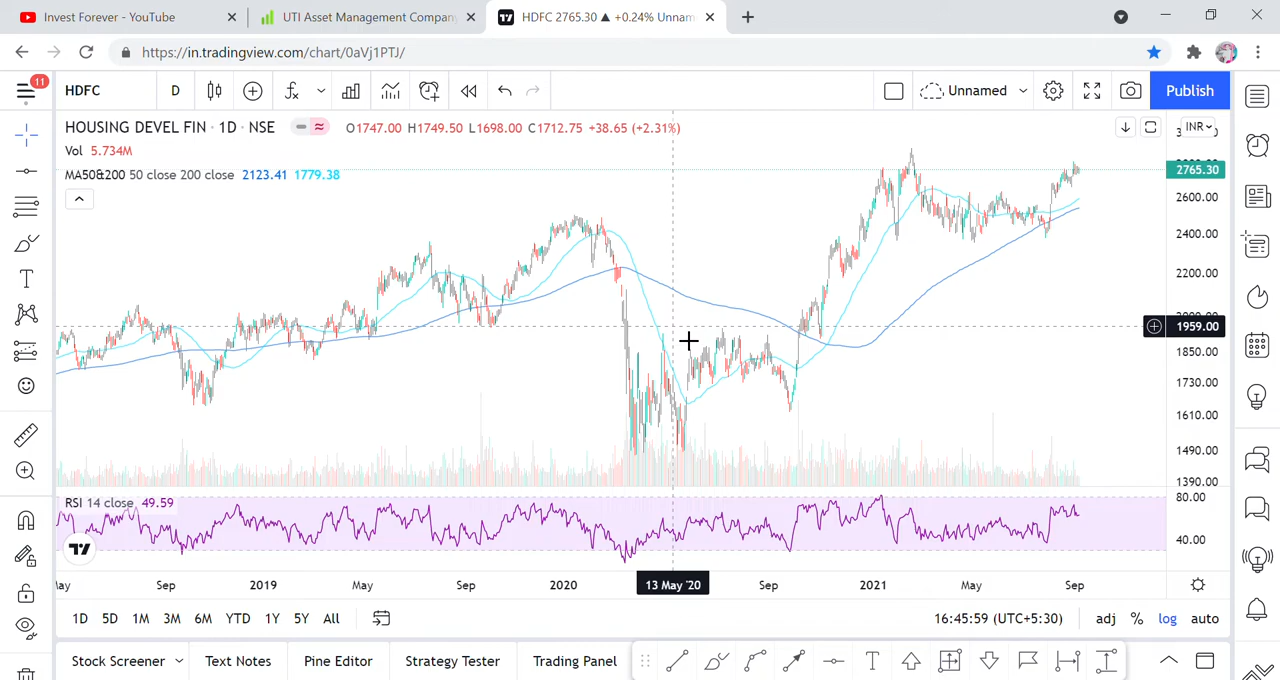 Invest Forever - YouTube
UTI Asset Management Company
HDFC 2765.30 ▲ +0.24% Unnam
https://in.tradingview.com/chart/0aVj1PTJ/
11
HDFC
D
Unnamed
Publish
HOUSING DEVEL FIN · 1D · NSE
O1747.00 H1749.50 L1698.00 C1712.75 +38.65 (+2.31%)
INR
Vol 5.734M
MA50&200 50 close 200 close 2123.41 1779.38
2765.30
2600.00
2400.00
2200.00
1959.00
1850.00
1730.00
1610.00
1490.00
1390.00
RSI 14 close 49.59
80.00
40.00
Sep
2019
May
Sep
2020
13 May '20
Sep
2021
May
Sep
1D 5D 1M 3M 6M YTD 1Y 5Y All
16:45:59 (UTC+5:30)
adj % log auto
Stock Screener
Text Notes
Pine Editor
Strategy Tester
Trading Panel